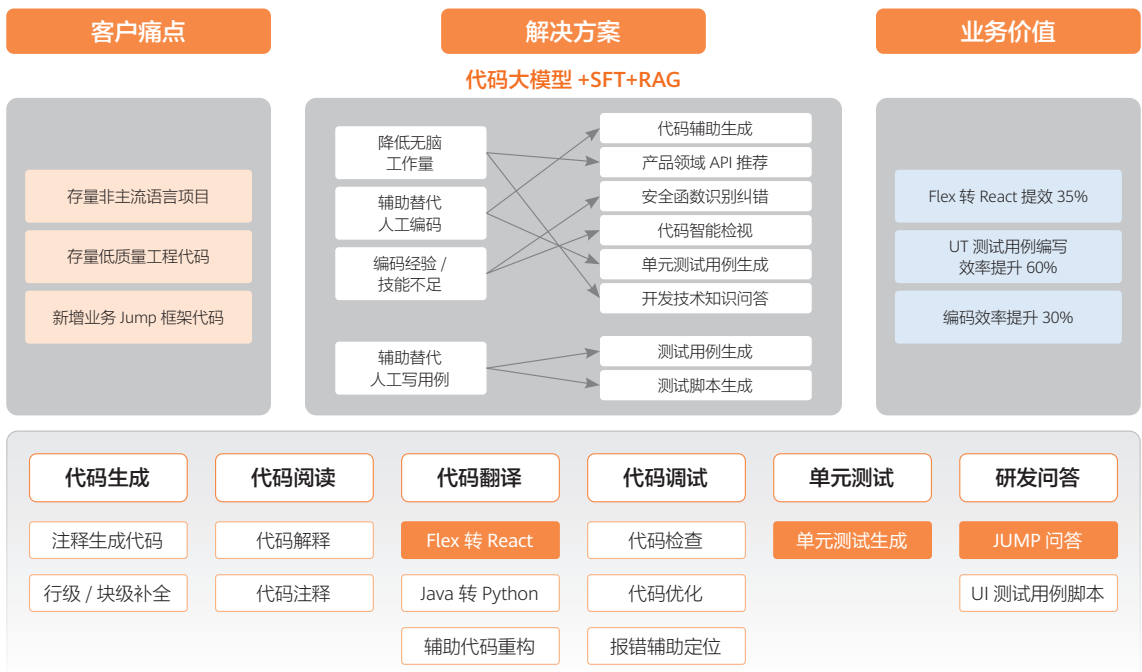 客户痛点
解决方案
业务价值
代码大模型 +SFT+RAG
存量非主流语言项目
存量低质量工程代码
新增业务 Jump 框架代码
降低无脑
工作量
辅助替代
人工编码
编码经验 /
技能不足
辅助替代
人工写用例
代码辅助生成
产品领域 API 推荐
安全函数识别纠错
代码智能检视
单元测试用例生成
开发技术知识问答
测试用例生成
测试脚本生成
Flex 转 React 提效 35%
UT 测试用例编写
效率提升 60%
编码效率提升 30%
代码生成
代码阅读
代码翻译
代码调试
单元测试
研发问答
注释生成代码
代码解释
Flex 转 React
代码检查
单元测试生成
JUMP 问答
行级 / 块级补全
代码注释
Java 转 Python
代码优化
UI 测试用例脚本
辅助代码重构
报错辅助定位